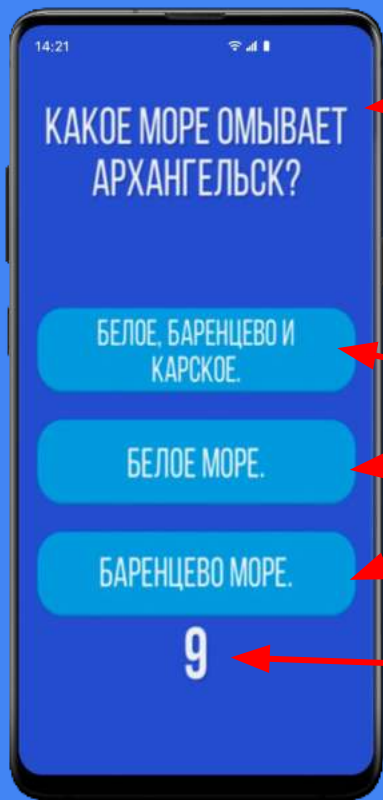 14:21
КАКОЕ МОРЕ ОМЫВАЕТ
АРХАНГЕЛЬСК?
БЕЛОЕ, БАРЕНЦЕВО И
КАРСКОЕ.
БЕЛОЕ МОРЕ.
БАРЕНЦЕВО МОРЕ.
9